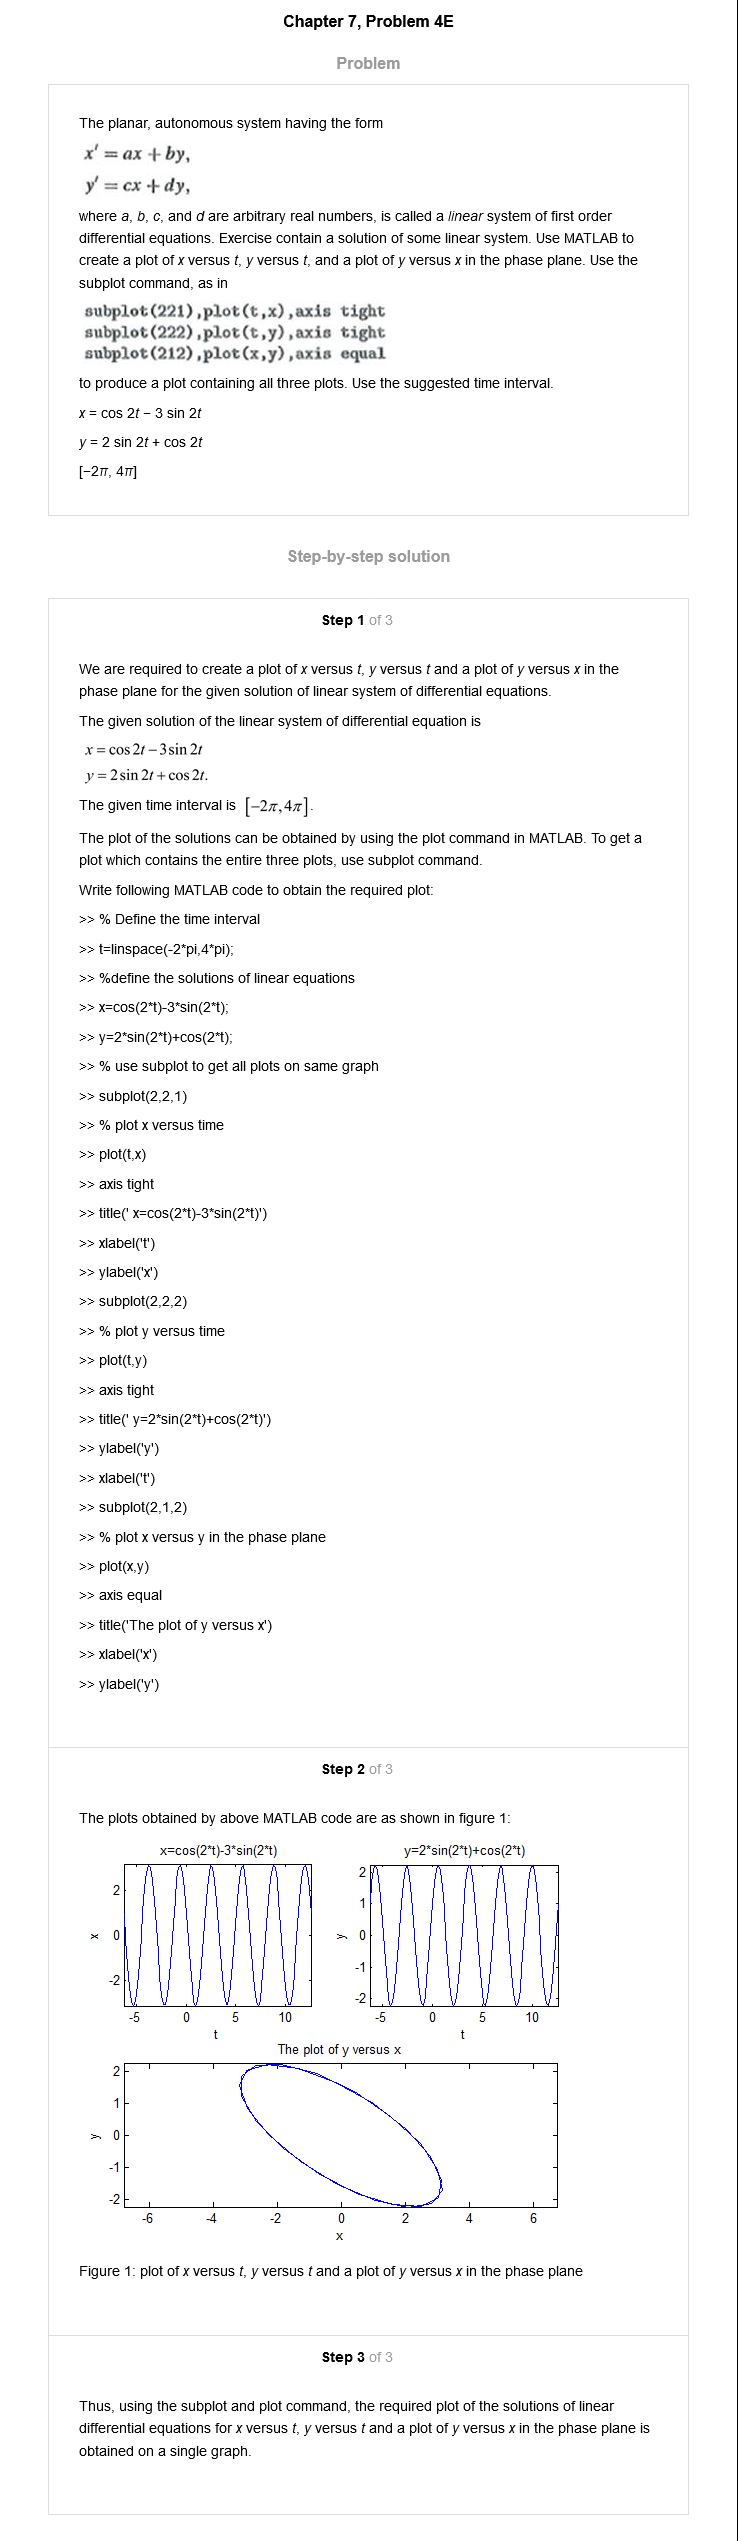 Chapter 7, Problem 4E
Problem
The planar, autonomous system having the form
x′ = ax + by,
y′ = cx + dy,
where a, b, c, and d are arbitrary real numbers, is called a linear system of first order
differential equations. Exercise contain a solution of some linear system. Use MATLAB to
create a plot of x versus t, y versus t, and a plot of y versus x in the phase plane. Use the
subplot command, as in
subplot(221),plot(t,x),axis tight
subplot(222),plot(t,y),axis tight
subplot(212),plot(x,y),axis equal
to produce a plot containing all three plots. Use the suggested time interval.
x = cos 2t − 3 sin 2t
y = 2 sin 2t + cos 2t
[−2π, 4π]
Step-by-step solution
Step 1 of 3
We are required to create a plot of x versus t, y versus t and a plot of y versus x in the
phase plane for the given solution of linear system of differential equations.
The given solution of the linear system of differential equation is
x = cos 2t − 3 sin 2t
y = 2 sin 2t + cos 2t.
The given time interval is [−2π, 4π].
The plot of the solutions can be obtained by using the plot command in MATLAB. To get a
plot which contains the entire three plots, use subplot command.
Write following MATLAB code to obtain the required plot:
>> % Define the time interval
>> t=linspace(-2*pi,4*pi);
>> %define the solutions of linear equations
>> x=cos(2*t)-3*sin(2*t);
>> y=2*sin(2*t)+cos(2*t);
>> % use subplot to get all plots on same graph
>> subplot(2,2,1)
>> % plot x versus time
>> plot(t,x)
>> axis tight
>> title(' x=cos(2*t)-3*sin(2*t)')
>> xlabel('t')
>> ylabel('x')
>> subplot(2,2,2)
>> % plot y versus time
>> plot(t,y)
>> axis tight
>> title(' y=2*sin(2*t)+cos(2*t)')
>> ylabel('y')
>> xlabel('t')
>> subplot(2,1,2)
>> % plot x versus y in the phase plane
>> plot(x,y)
>> axis equal
>> title('The plot of y versus x')
>> xlabel('x')
>> ylabel('y')
Step 2 of 3
The plots obtained by above MATLAB code are as shown in figure 1:
x=cos(2*t)-3*sin(2*t)
2
0
-2
x
-5 0 5 10
t
y=2*sin(2*t)+cos(2*t)
2
1
0
-1
-2
y
-5 0 5 10
t
The plot of y versus x
2
1
0
-1
-2
y
-6 -4 -2 0 2 4 6
x
Figure 1: plot of x versus t, y versus t and a plot of y versus x in the phase plane
Step 3 of 3
Thus, using the subplot and plot command, the required plot of the solutions of linear
differential equations for x versus t, y versus t and a plot of y versus x in the phase plane is
obtained on a single graph.